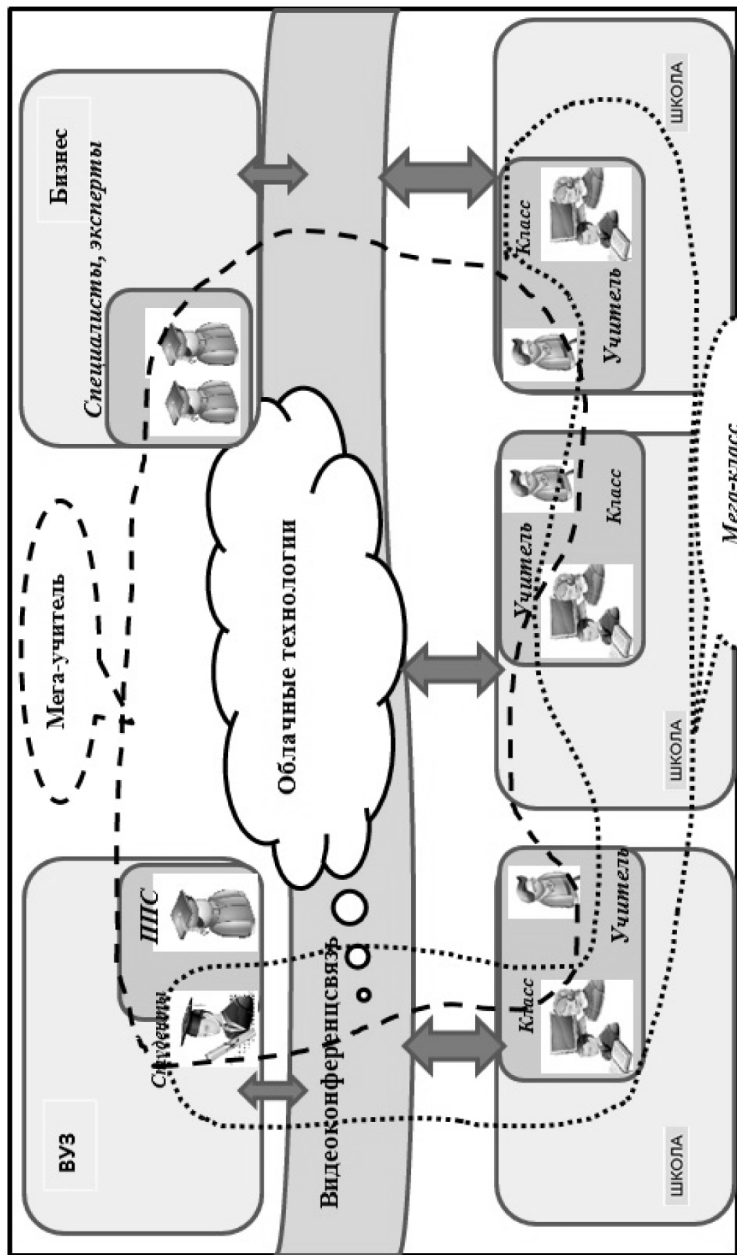 ВУЗ
Студенты
ППС
Мега-учитель
Бизнес
Специалисты, эксперты
Облачные технологии
Видеоконференцсвязь
Класс
Учитель
ШКОЛА
Учитель
Класс
ШКОЛА
Класс
Учитель
ШКОЛА
Мега-класс